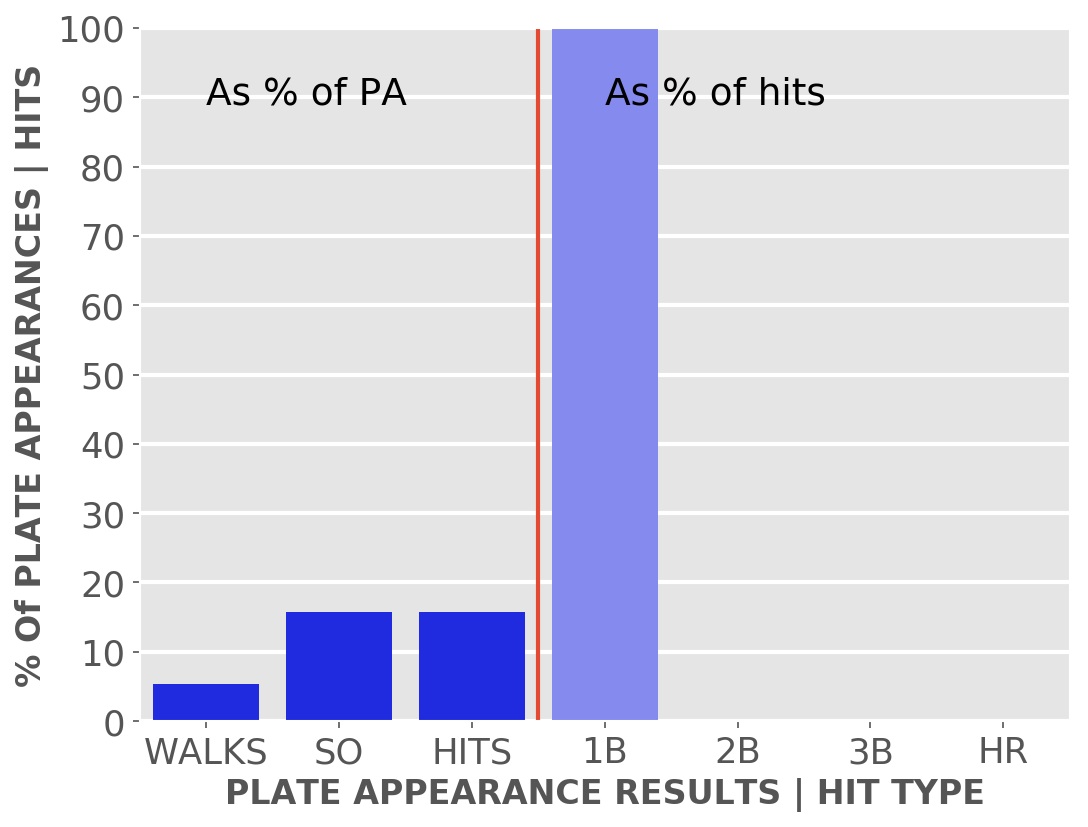 % Of PLATE APPEARANCES | HITS
100
90
80
70
60
50
40
30
20
10
0
As % of PA
As % of hits
WALKS SO HITS 1B 2B 3B HR
PLATE APPEARANCE RESULTS | HIT TYPE